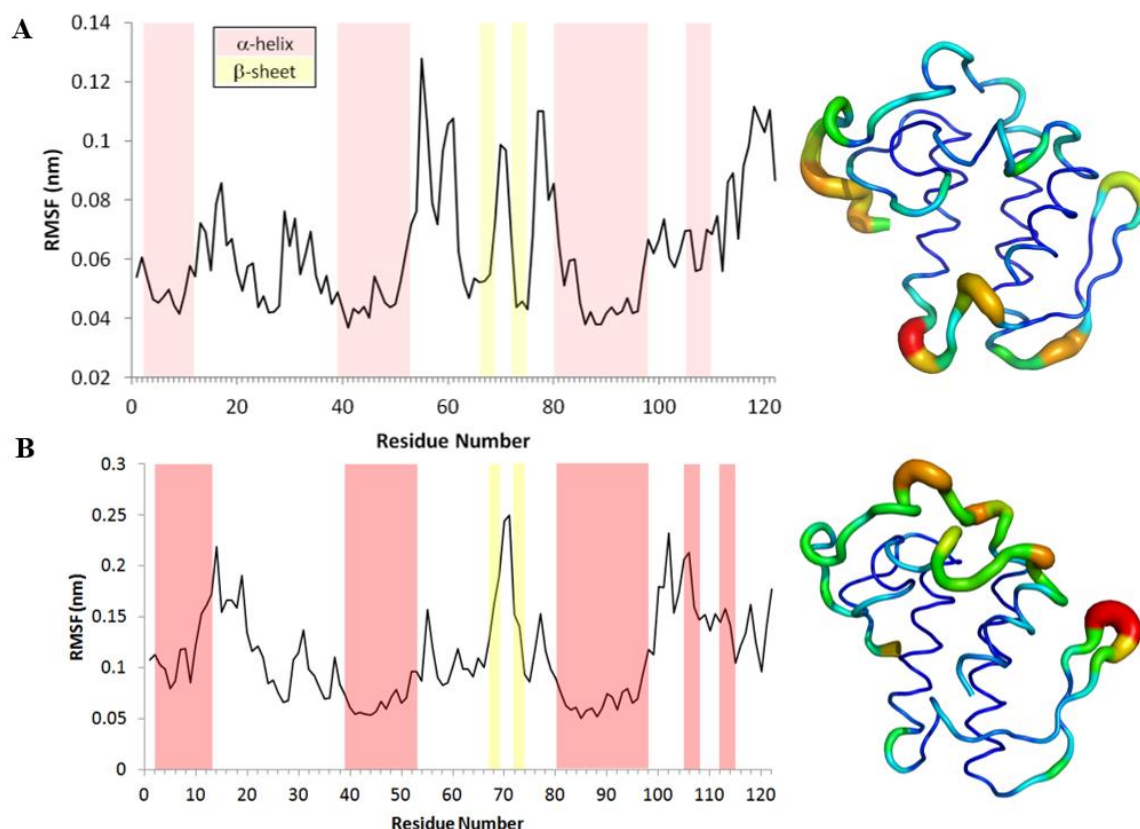 A
0.14
α-helix
β-sheet
0.12
0.1
0.08
0.06
0.04
0.02
RMSF (nm)
0 20 40 60 80 100 120
Residue Number
B
0.3
0.25
0.2
0.15
0.1
0.05
0
RMSF (nm)
0 10 20 30 40 50 60 70 80 90 100 110 120
Residue Number